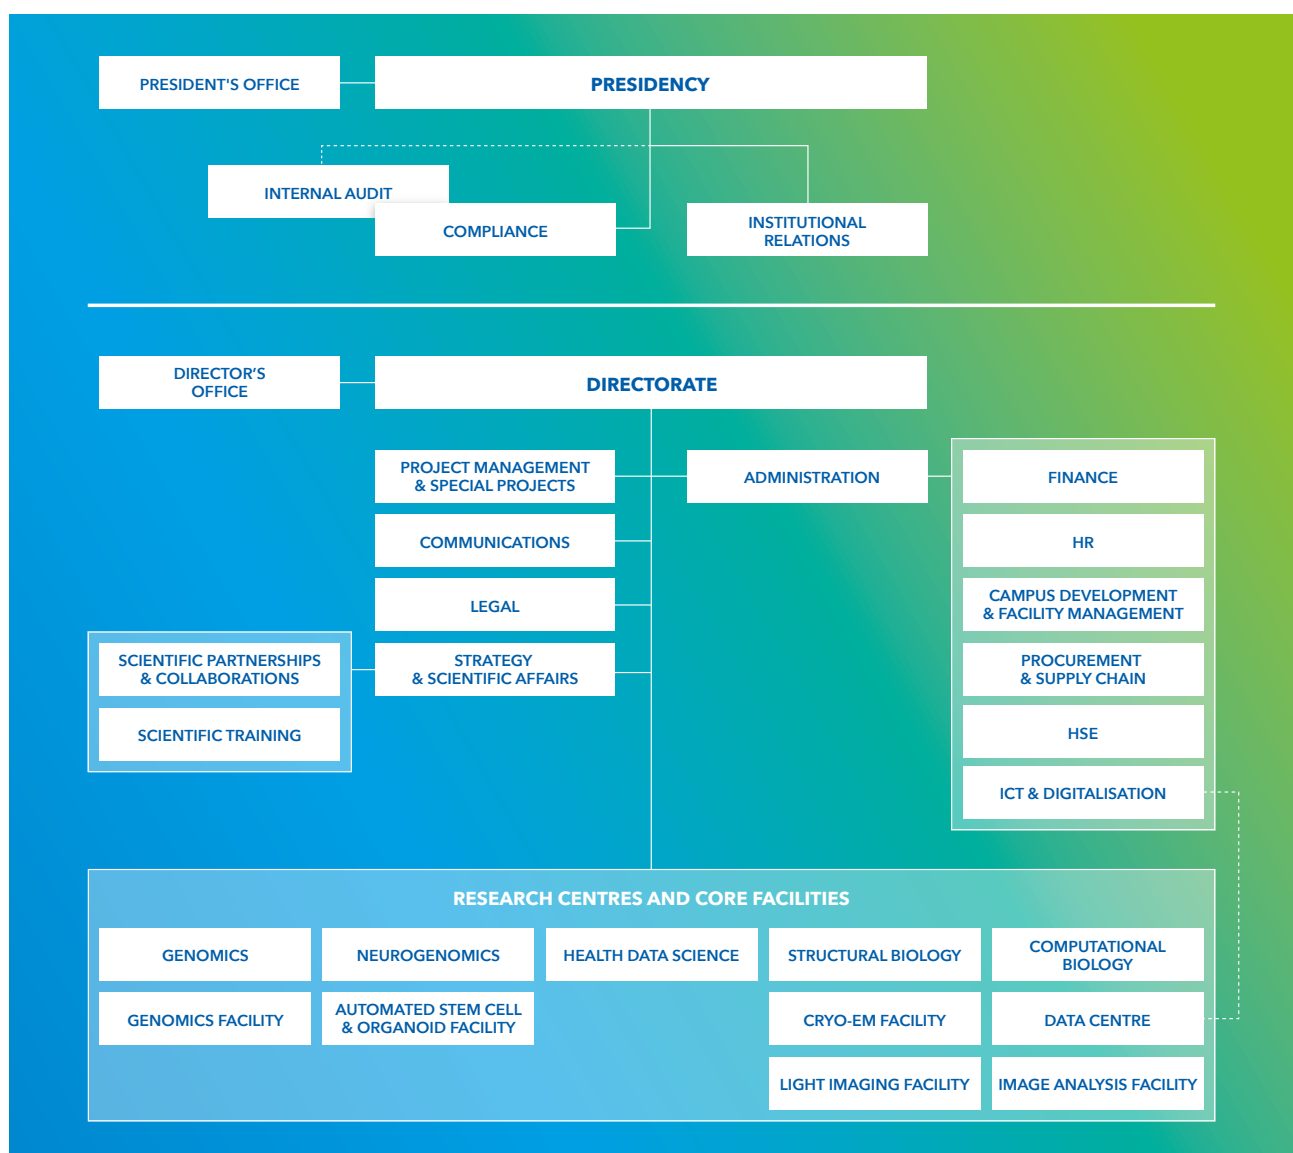 PRESIDENT'S OFFICE
PRESIDENCY
INTERNAL AUDIT
COMPLIANCE
INSTITUTIONAL
RELATIONS
DIRECTOR’S
OFFICE
DIRECTORATE
PROJECT MANAGEMENT
& SPECIAL PROJECTS
ADMINISTRATION
FINANCE
COMMUNICATIONS
HR
LEGAL
CAMPUS DEVELOPMENT
& FACILITY MANAGEMENT
SCIENTIFIC PARTNERSHIPS
& COLLABORATIONS
STRATEGY
& SCIENTIFIC AFFAIRS
PROCUREMENT
& SUPPLY CHAIN
SCIENTIFIC TRAINING
HSE
ICT & DIGITALISATION
RESEARCH CENTRES AND CORE FACILITIES
GENOMICS
NEUROGENOMICS
HEALTH DATA SCIENCE
STRUCTURAL BIOLOGY
COMPUTATIONAL
BIOLOGY
GENOMICS FACILITY
AUTOMATED STEM CELL
& ORGANOID FACILITY
CRYO-EM FACILITY
DATA CENTRE
LIGHT IMAGING FACILITY
IMAGE ANALYSIS FACILITY